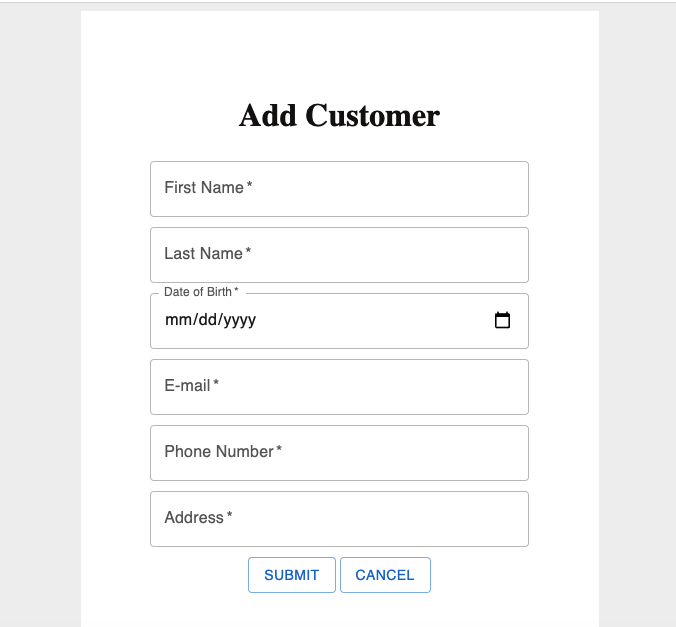 Add Customer
First Name *
Last Name *
Date of Birth *
mm/dd/yyyy
E-mail *
Phone Number *
Address *
SUBMIT CANCEL